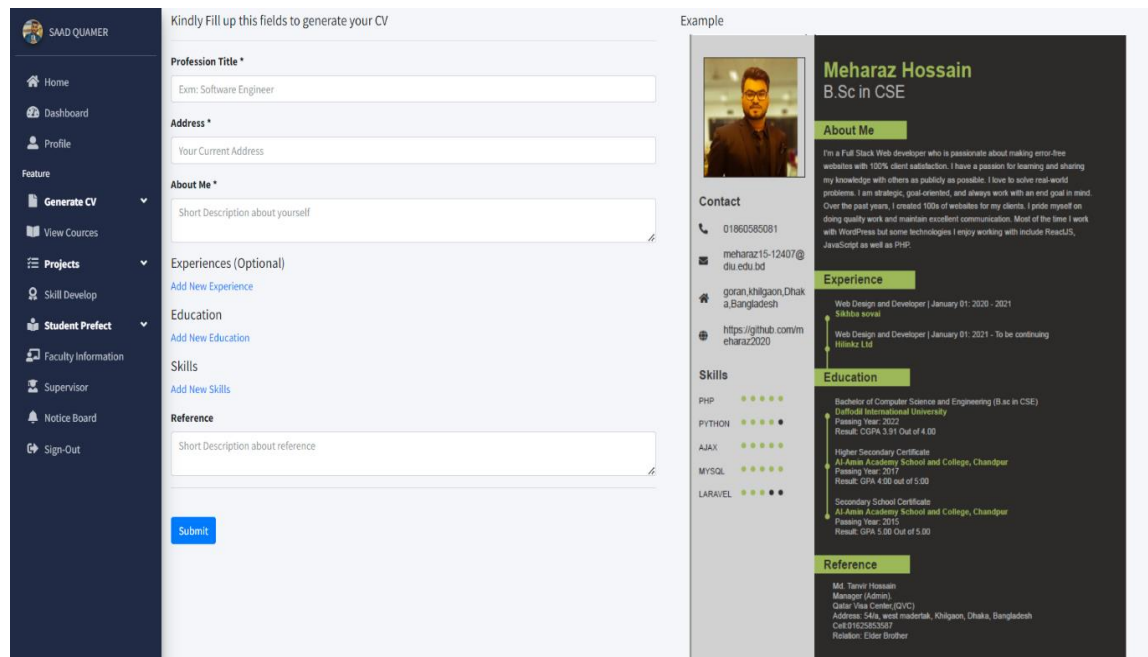 SAAD QUAMER
Home
Dashboard
Profile
Feature
Generate CV
View Cources
Projects
Skill Develop
Student Prefect
Faculty Information
Supervisor
Notice Board
Sign-Out
Kindly Fill up this fields to generate your CV
Profession Title *
Exm: Software Engineer
Address *
Your Current Address
About Me *
Short Description about yourself
Experiences (Optional)
Add New Experience
Education
Add New Education
Skills
Add New Skills
Reference
Short Description about reference
Submit
Example
Contact
01860585081
meharaz15-12407@
diu.edu.bd
goran,khilgaon,Dhak
a,Bangladesh
https://github.com/m
eharaz2020
Skills
PHP
PYTHON
AJAX
MYSQL
LARAVEL
Meharaz Hossain
B.Sc in CSE
About Me
I'm a Full Stack Web developer who is passionate about making error-free
websites with 100% client satisfaction. I have a passion for learning and sharing
my knowledge with others as publicly as possible. I love to solve real-world
problems. I am strategic, goal-oriented, and always work with an end goal in mind.
Over the past years, I created 100s of websites for my clients. I pride myself on
doing quality work and maintain excellent communication. Most of the time I work
with WordPress but some technologies I enjoy working with include ReactJS,
JavaScript as well as PHP.
Experience
Web Design and Developer | January 01: 2020 - 2021
Sikhba sovai
Web Design and Developer | January 01: 2021 - To be continuing
Hilinkz Ltd
Education
Bachelor of Computer Science and Engineering (B.sc in CSE)
Daffodil International University
Passing Year: 2022
Result: CGPA 3.91 Out of 4.00
Higher Secondary Certificate
Al-Amin Academy School and College, Chandpur
Passing Year: 2017
Result: GPA 4:00 out of 5:00
Secondary School Certificate
Al-Amin Academy School and College, Chandpur
Passing Year: 2015
Result: GPA 5.00 Out of 5.00
Reference
Md. Tanvir Hossain
Manager (Admin).
Qatar Visa Center,(QVC)
Address: 54/a, west madertak, Khilgaon, Dhaka, Bangladesh
Cell:01625853587
Relation: Elder Brother